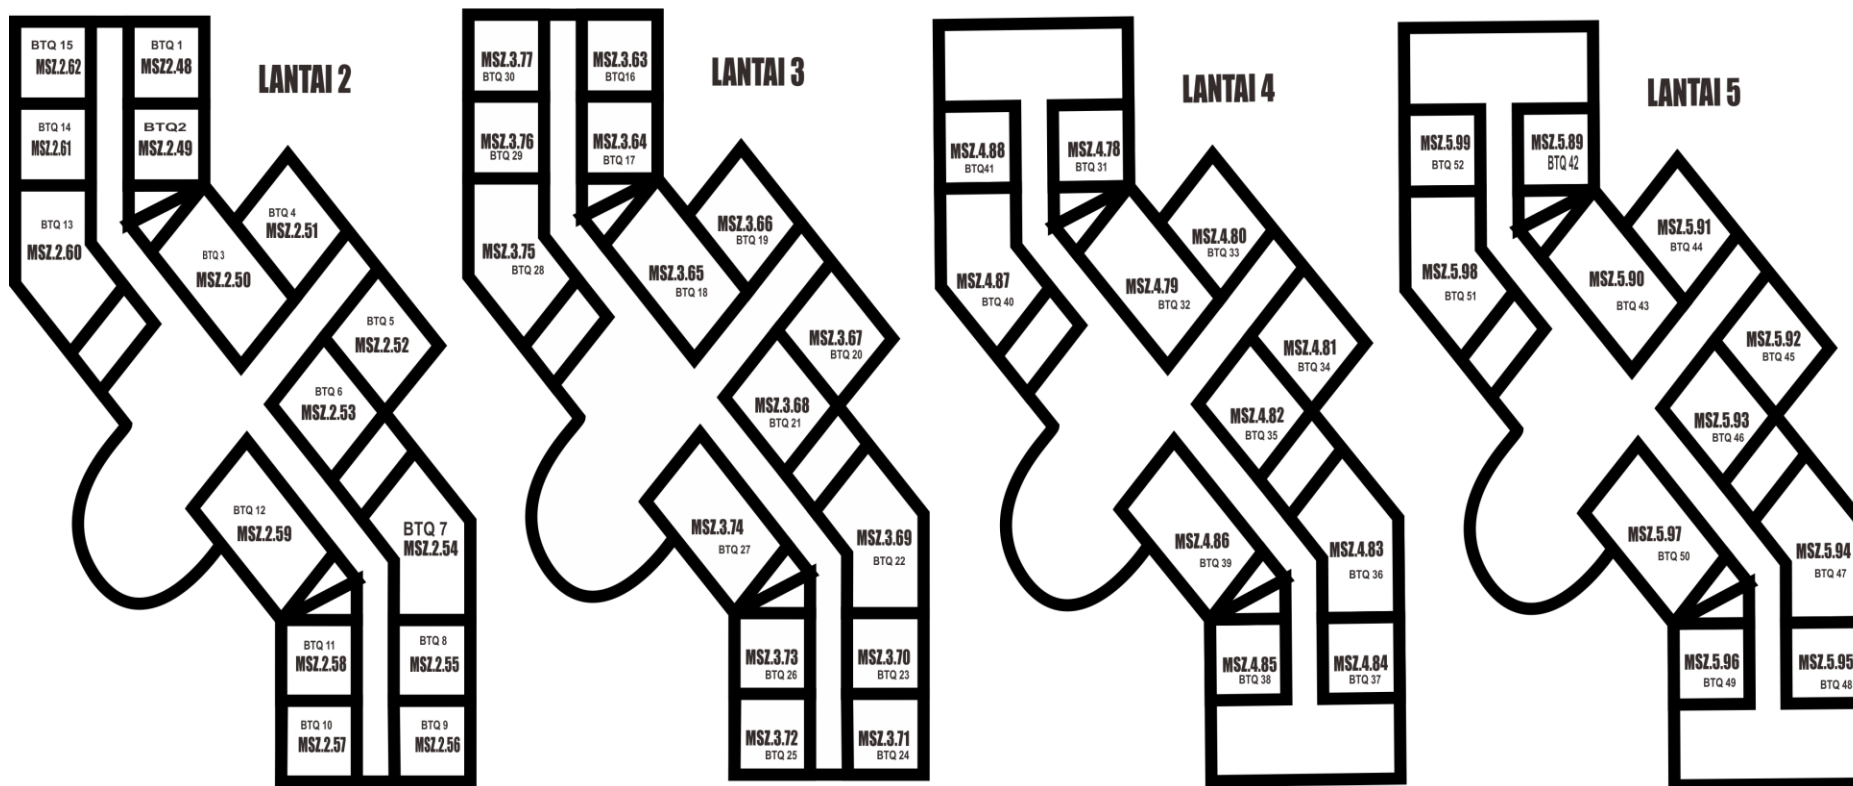 LANTAI 2
BTQ 15
MSZ.2.62
BTQ 1
MSZ2.48
BTQ 14
MSZ.2.61
BTQ2
MSZ.2.49
BTQ 13
MSZ.2.60
BTQ 3
MSZ.2.50
BTQ 4
MSZ.2.51
BTQ 5
MSZ.2.52
BTQ 6
MSZ.2.53
BTQ 12
MSZ.2.59
BTQ 7
MSZ.2.54
BTQ 11
MSZ.2.58
BTQ 8
MSZ.2.55
BTQ 10
MSZ.2.57
BTQ 9
MSZ.2.56
LANTAI 3
MSZ.3.77
BTQ 30
MSZ.3.63
BTQ16
MSZ.3.76
BTQ 29
MSZ.3.64
BTQ 17
MSZ.3.75
BTQ 28
MSZ.3.65
BTQ 18
MSZ.3.66
BTQ 19
MSZ.3.67
BTQ 20
MSZ.3.68
BTQ 21
MSZ.3.74
BTQ 27
MSZ.3.69
BTQ 22
MSZ.3.73
BTQ 26
MSZ.3.70
BTQ 23
MSZ.3.72
BTQ 25
MSZ.3.71
BTQ 24
LANTAI 4
MSZ.4.88
BTQ41
MSZ.4.78
BTQ 31
MSZ.4.87
BTQ 40
MSZ.4.79
BTQ 32
MSZ.4.80
BTQ 33
MSZ.4.81
BTQ 34
MSZ.4.82
BTQ 35
MSZ.4.86
BTQ 39
MSZ.4.83
BTQ 36
MSZ.4.85
BTQ 38
MSZ.4.84
BTQ 37
LANTAI 5
MSZ.5.99
BTQ 52
MSZ.5.89
BTQ 42
MSZ.5.98
BTQ 51
MSZ.5.90
BTQ 43
MSZ.5.91
BTQ 44
MSZ.5.92
BTQ 45
MSZ.5.93
BTQ 46
MSZ.5.97
BTQ 50
MSZ.5.94
BTQ 47
MSZ.5.96
BTQ 49
MSZ.5.95
BTQ 48